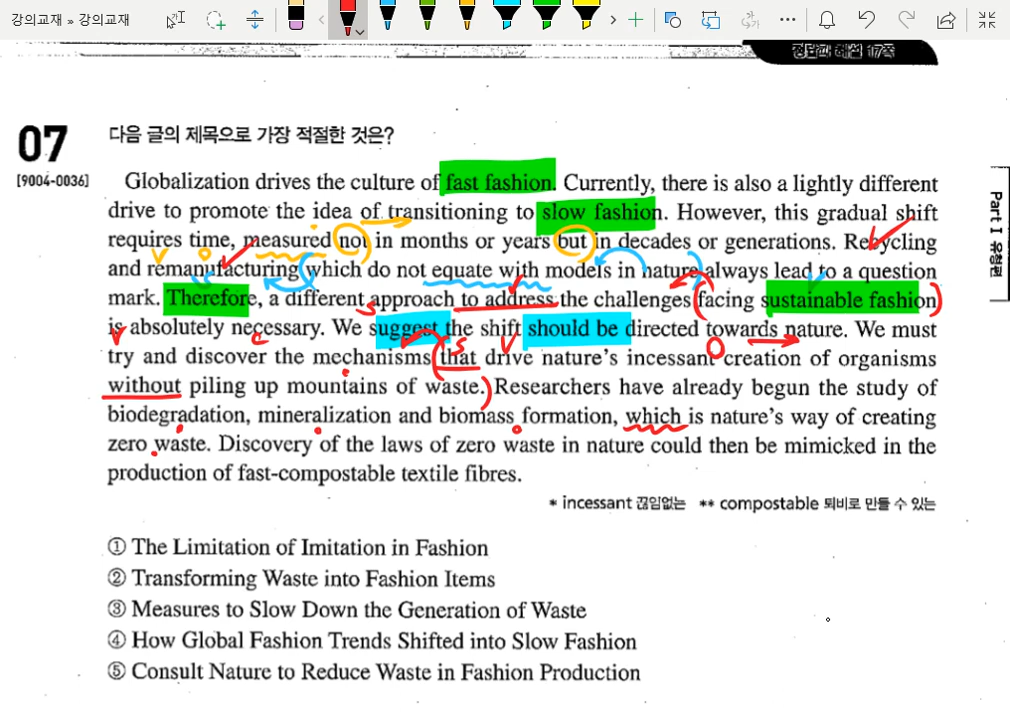 강의교재 » 강의교재
정답과 해설 17쪽
07
다음 글의 제목으로 가장 적절한 것은?
[9004-0036]
Globalization drives the culture of fast fashion. Currently, there is also a lightly different
drive to promote the idea of transitioning to slow fashion. However, this gradual shift
requires time, measured not in months or years but in decades or generations. Recycling
and remanufacturing which do not equate with models in nature always lead to a question
mark. Therefore, a different approach to address the challenges facing sustainable fashion
is absolutely necessary. We suggest the shift should be directed towards nature. We must
try and discover the mechanisms that drive nature's incessant creation of organisms
without piling up mountains of waste. Researchers have already begun the study of
biodegradation, mineralization and biomass formation, which is nature's way of creating
zero waste. Discovery of the laws of zero waste in nature could then be mimicked in the
production of fast-compostable textile fibres.
* incessant 끊임없는 ** compostable 퇴비로 만들 수 있는
① The Limitation of Imitation in Fashion
② Transforming Waste into Fashion Items
③ Measures to Slow Down the Generation of Waste
④ How Global Fashion Trends Shifted into Slow Fashion
⑤ Consult Nature to Reduce Waste in Fashion Production
Part I 유형편